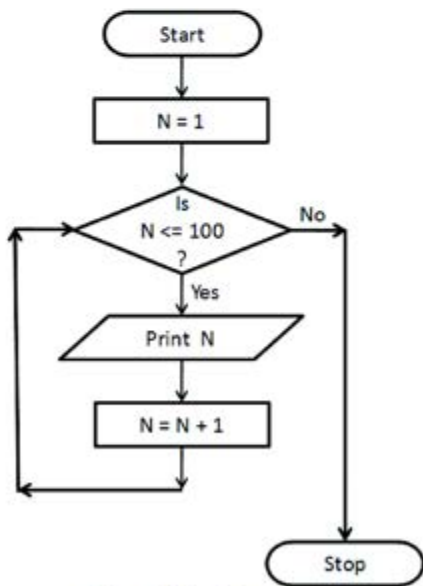 Start
N = 1
Is
N <= 100
?
No
Yes
Print N
N = N + 1
Stop